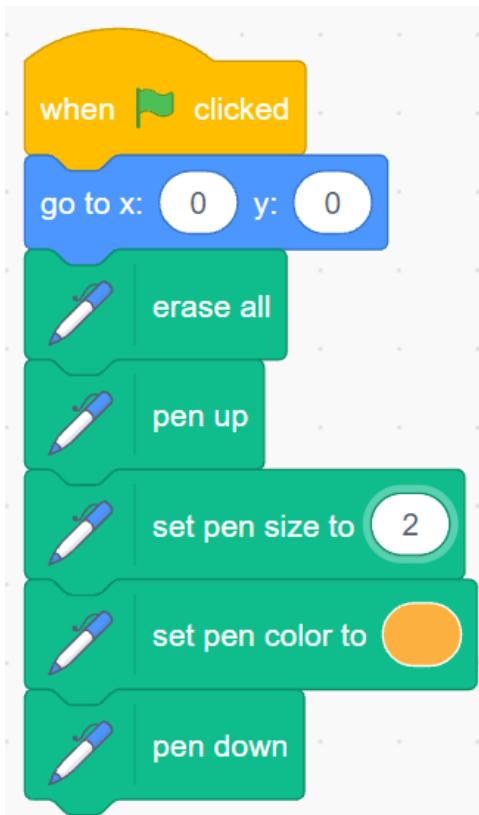 when clicked
go to x: 0 y: 0
erase all
pen up
set pen size to 2
set pen color to
pen down